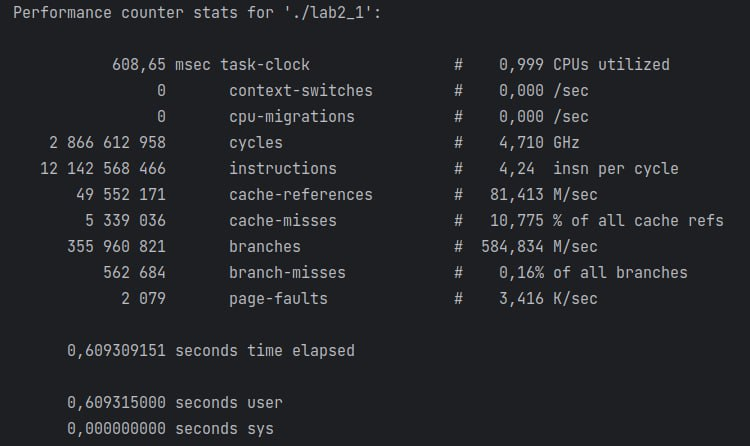 Performance counter stats for './lab2_1':
608,65 msec task-clock # 0,999 CPUs utilized
0 context-switches # 0,000 /sec
0 cpu-migrations # 0,000 /sec
2 866 612 958 cycles # 4,710 GHz
12 142 568 466 instructions # 4,24 insn per cycle
49 552 171 cache-references # 81,413 M/sec
5 339 036 cache-misses # 10,775 % of all cache refs
355 960 821 branches # 584,834 M/sec
562 684 branch-misses # 0,16% of all branches
2 079 page-faults # 3,416 K/sec
0,609309151 seconds time elapsed
0,609315000 seconds user
0,000000000 seconds sys